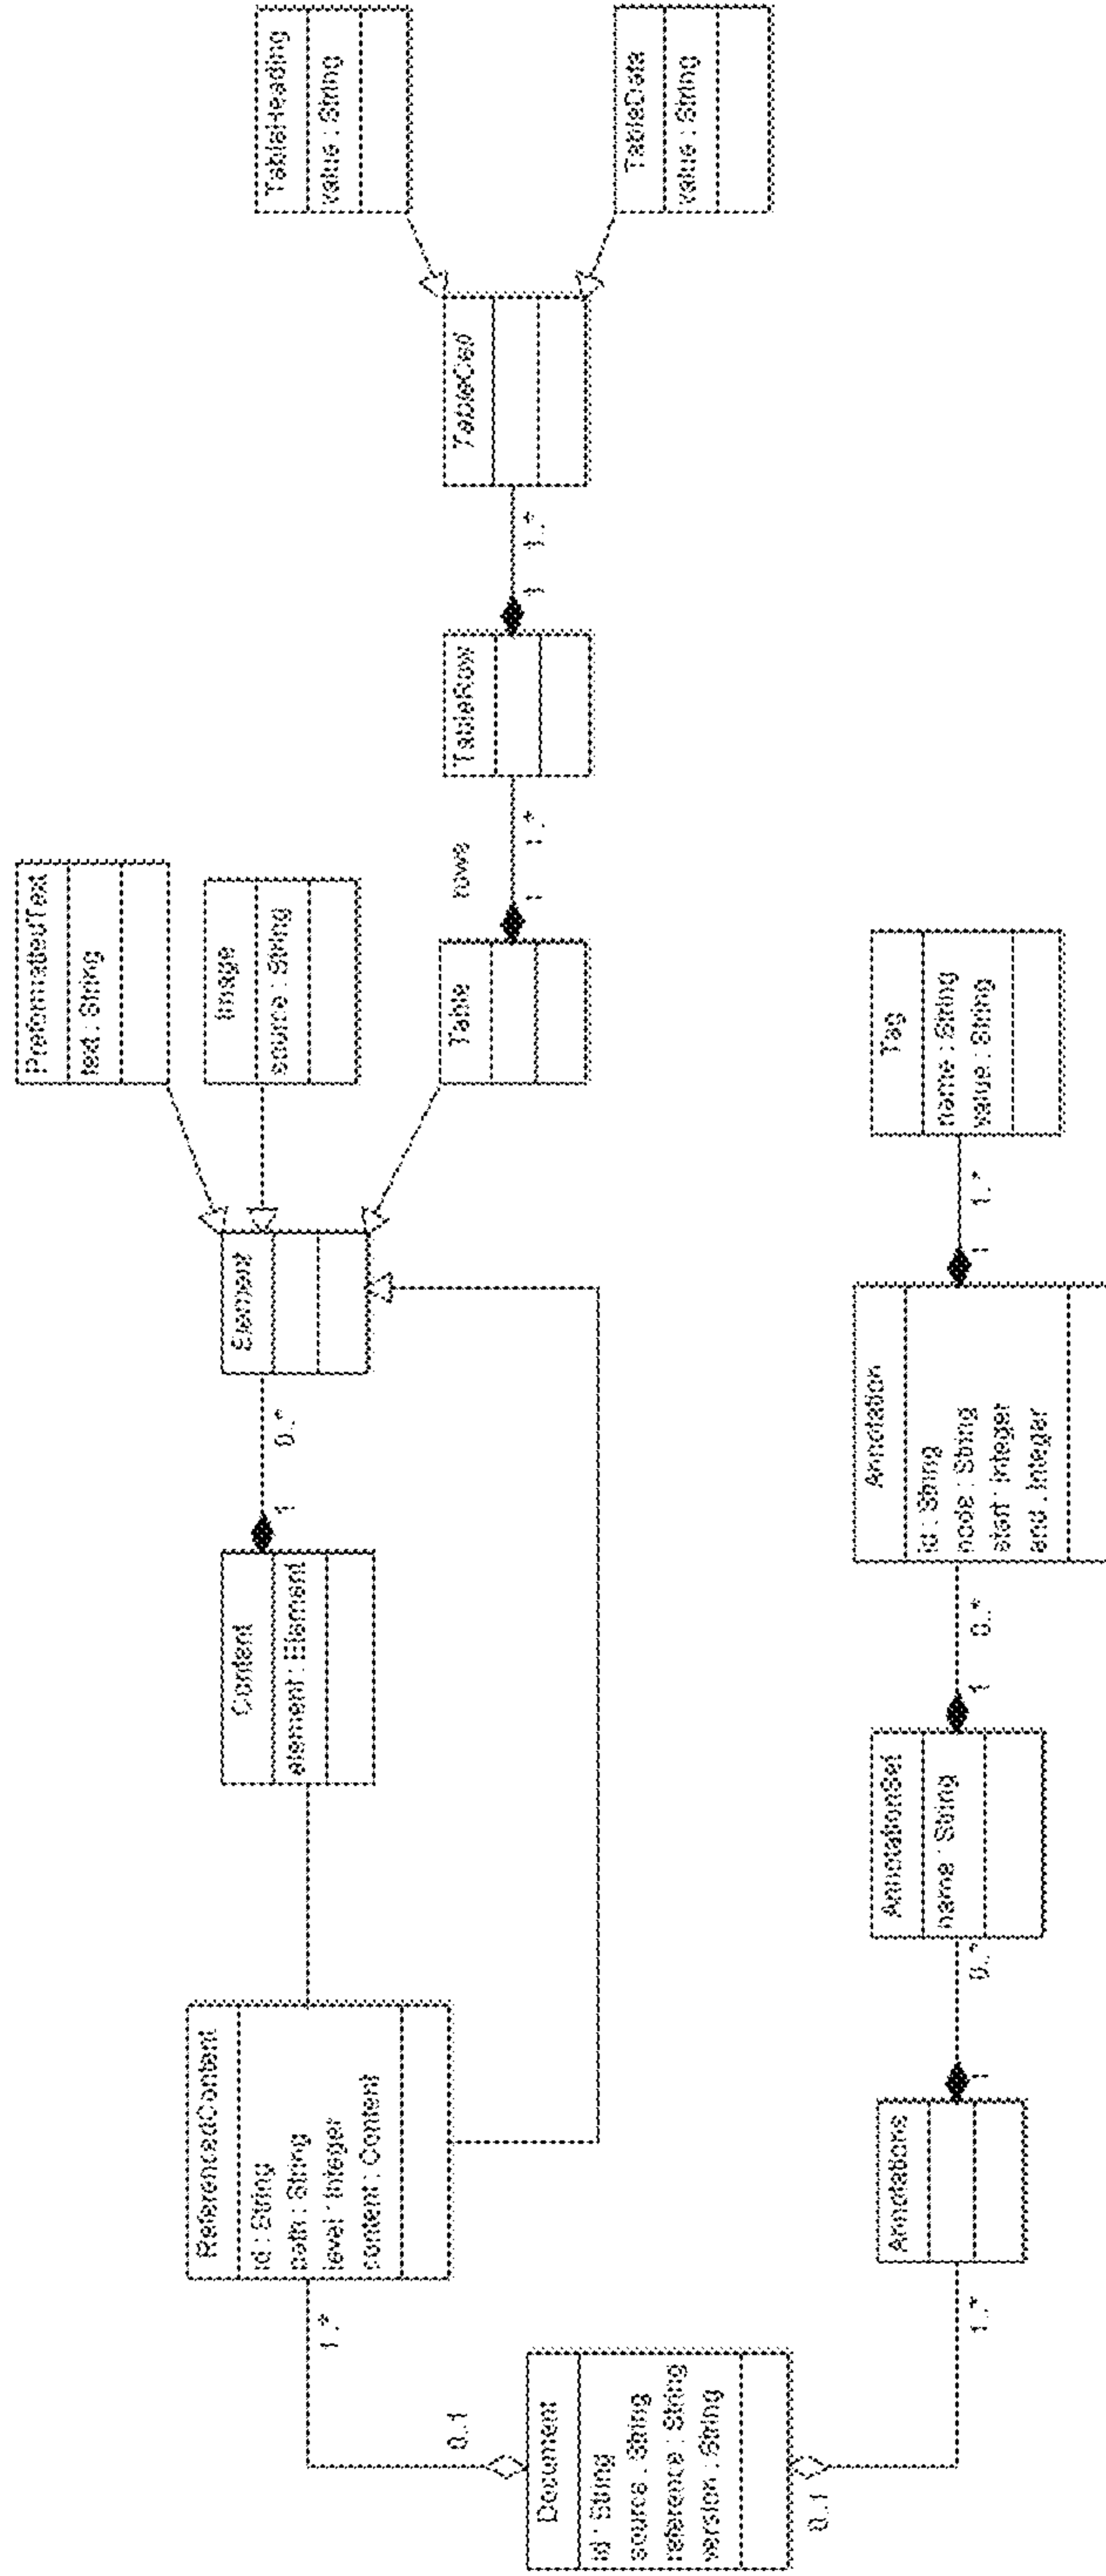 Document
id : String
source : String
reference : String
version : String
0..1
1..*
ReferencedContent
id : String
path : String
level : Integer
content : Content
Content
element : Element
1
0..*
Element
PreformattedText
text : String
Image
source : String
Table
rows
1
1..*
TableRow
1
1..*
TableCell
TableHeading
value : String
TableData
value : String
0..1
1..*
Annotations
1
0..*
AnnotationSet
name : String
1
0..*
Annotation
id : String
node : String
start : Integer
end : Integer
1
1..*
Tag
name : String
value : String